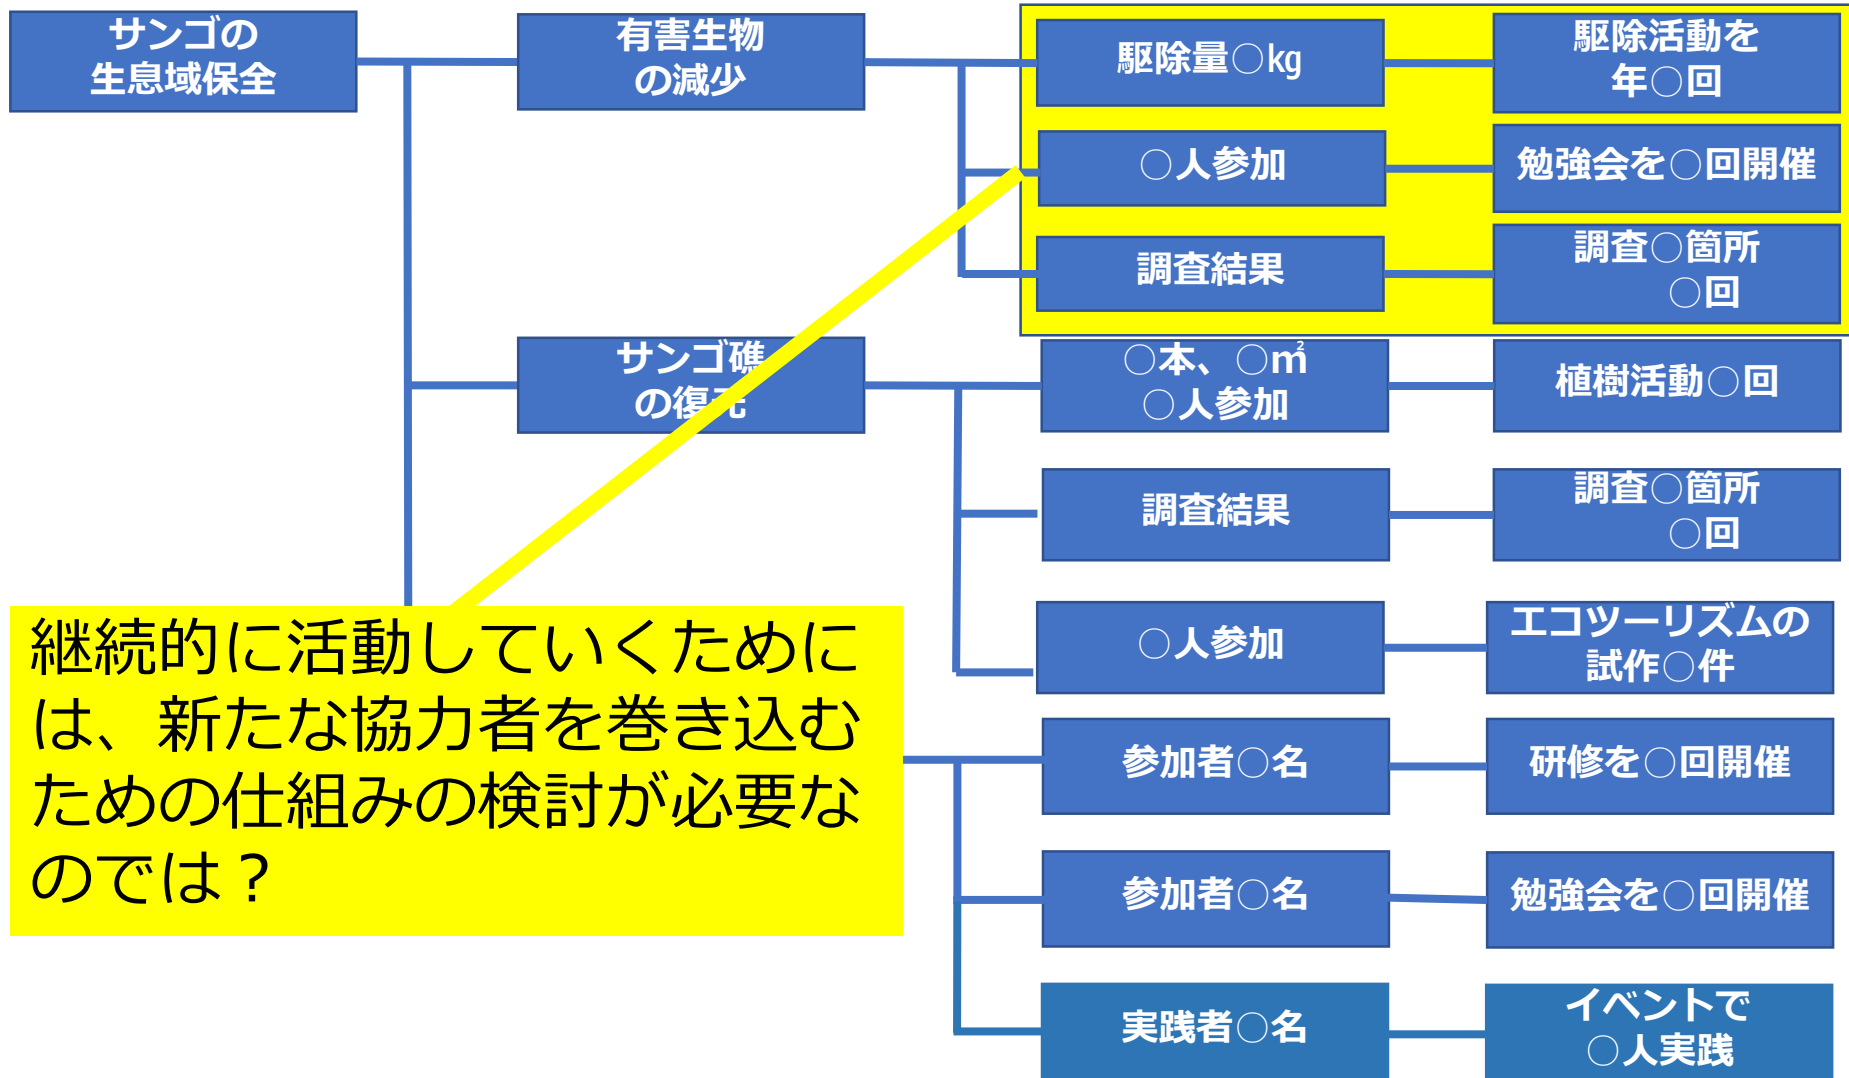 サンゴの
生息域保全
有害生物
の減少
駆除量○㎏
駆除活動を
年○回
○人参加
勉強会を○回開催
調査結果
調査○箇所
○回
サンゴ礁
の復元
○本、○㎡
○人参加
植樹活動○回
調査結果
調査○箇所
○回
○人参加
エコツーリズムの
試作○件
継続的に活動していくために
は、新たな協力者を巻き込む
ための仕組みの検討が必要な
のでは？
参加者○名
研修を○回開催
参加者○名
勉強会を○回開催
実践者○名
イベントで
○人実践